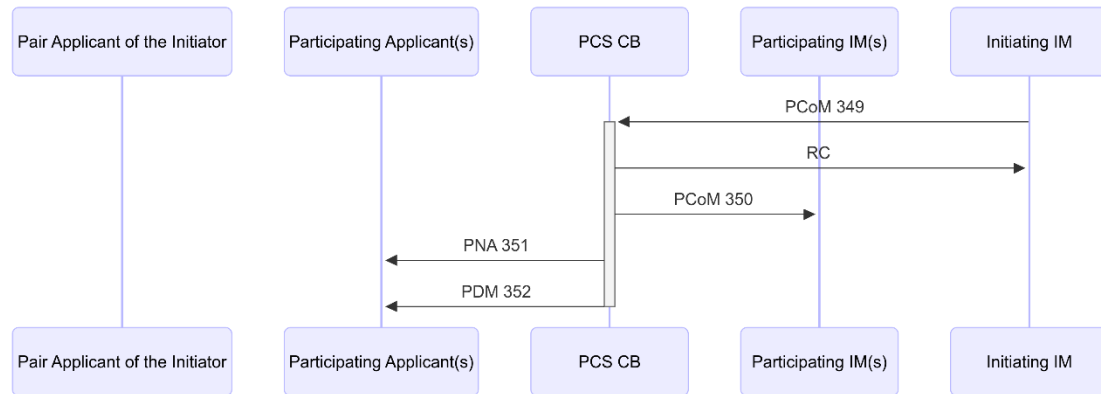 Pair Applicant of the Initiator
Participating Applicant(s)
PCS CB
Participating IM(s)
Initiating IM
PCoM 349
RC
PCoM 350
PNA 351
PDM 352
Pair Applicant of the Initiator
Participating Applicant(s)
PCS CB
Participating IM(s)
Initiating IM